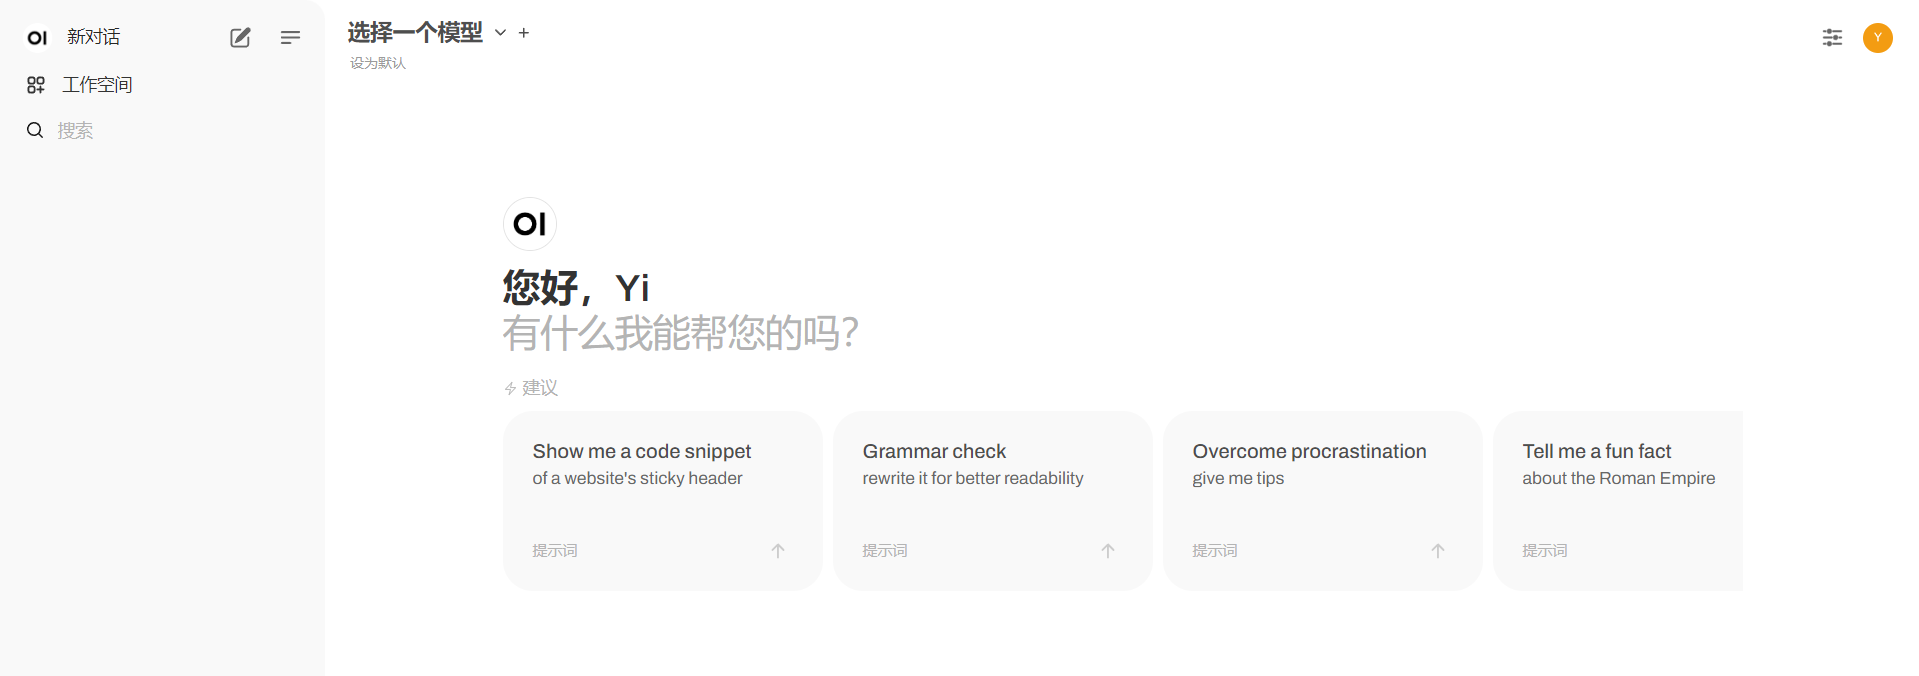 OI 新对话
工作空间
搜索
选择一个模型
设为默认
Y
OI
您好，Yi
有什么我能帮您的吗?
建议
Show me a code snippet
of a website's sticky header
提示词
Grammar check
rewrite it for better readability
提示词
Overcome procrastination
give me tips
提示词
Tell me a fun fact
about the Roman Empire
提示词